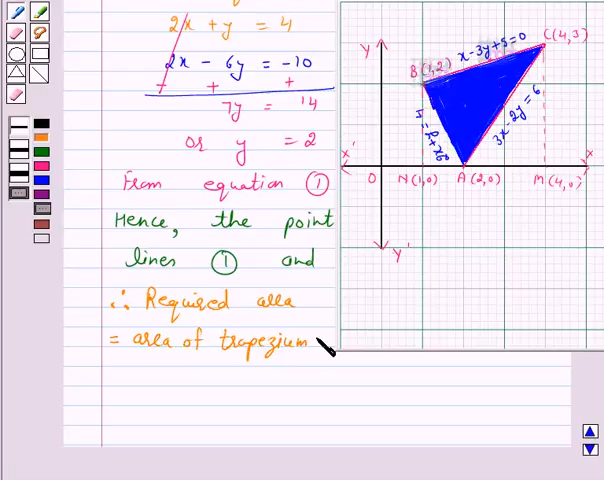 2x + y = 4
2x - 6y = -10
- + +
7y = 14
or y = 2
From equation ①
Hence, the point
lines ① and
∴ Required area
= area of trapezium
Y
C(4,3)
x-3y+5=0
B(1,2)
2x+y=4
3x-2y=6
X'
X
O
N(1,0)
A(2,0)
M(4,0)
Y'